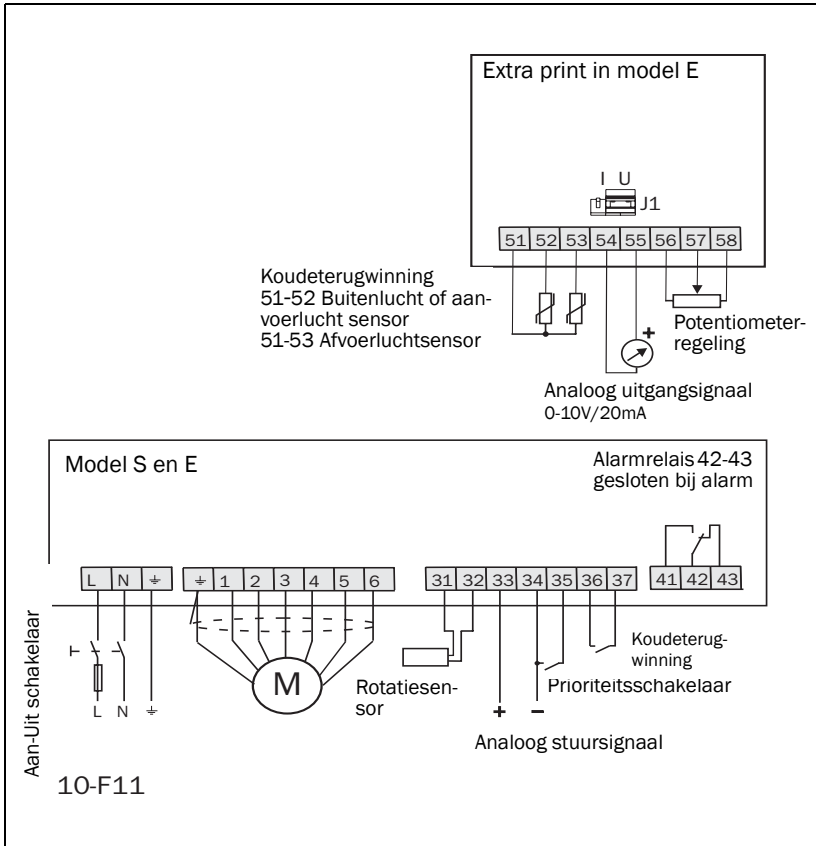 Extra print in model E
I U
J1
51 52 53 54 55 56 57 58
Koudeterugwinning
51-52 Buitenlucht of aan-
voerlucht sensor
51-53 Afvoerluchtsensor
+
Potentiometer-
regeling
Analoog uitgangsignaal
0-10V/20mA
Model S en E
Alarmrelais 42-43
gesloten bij alarm
L N
1 2 3 4 5 6
31 32 33 34 35 36 37
41 42 43
Aan-Uit schakelaar
L N
M
Rotatiesen-
sor
Koudeterug-
winning
Prioriteitsschakelaar
+ −
Analoog stuursignaal
10-F11